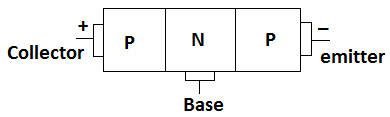 + –
P N P
Collector emitter
Base